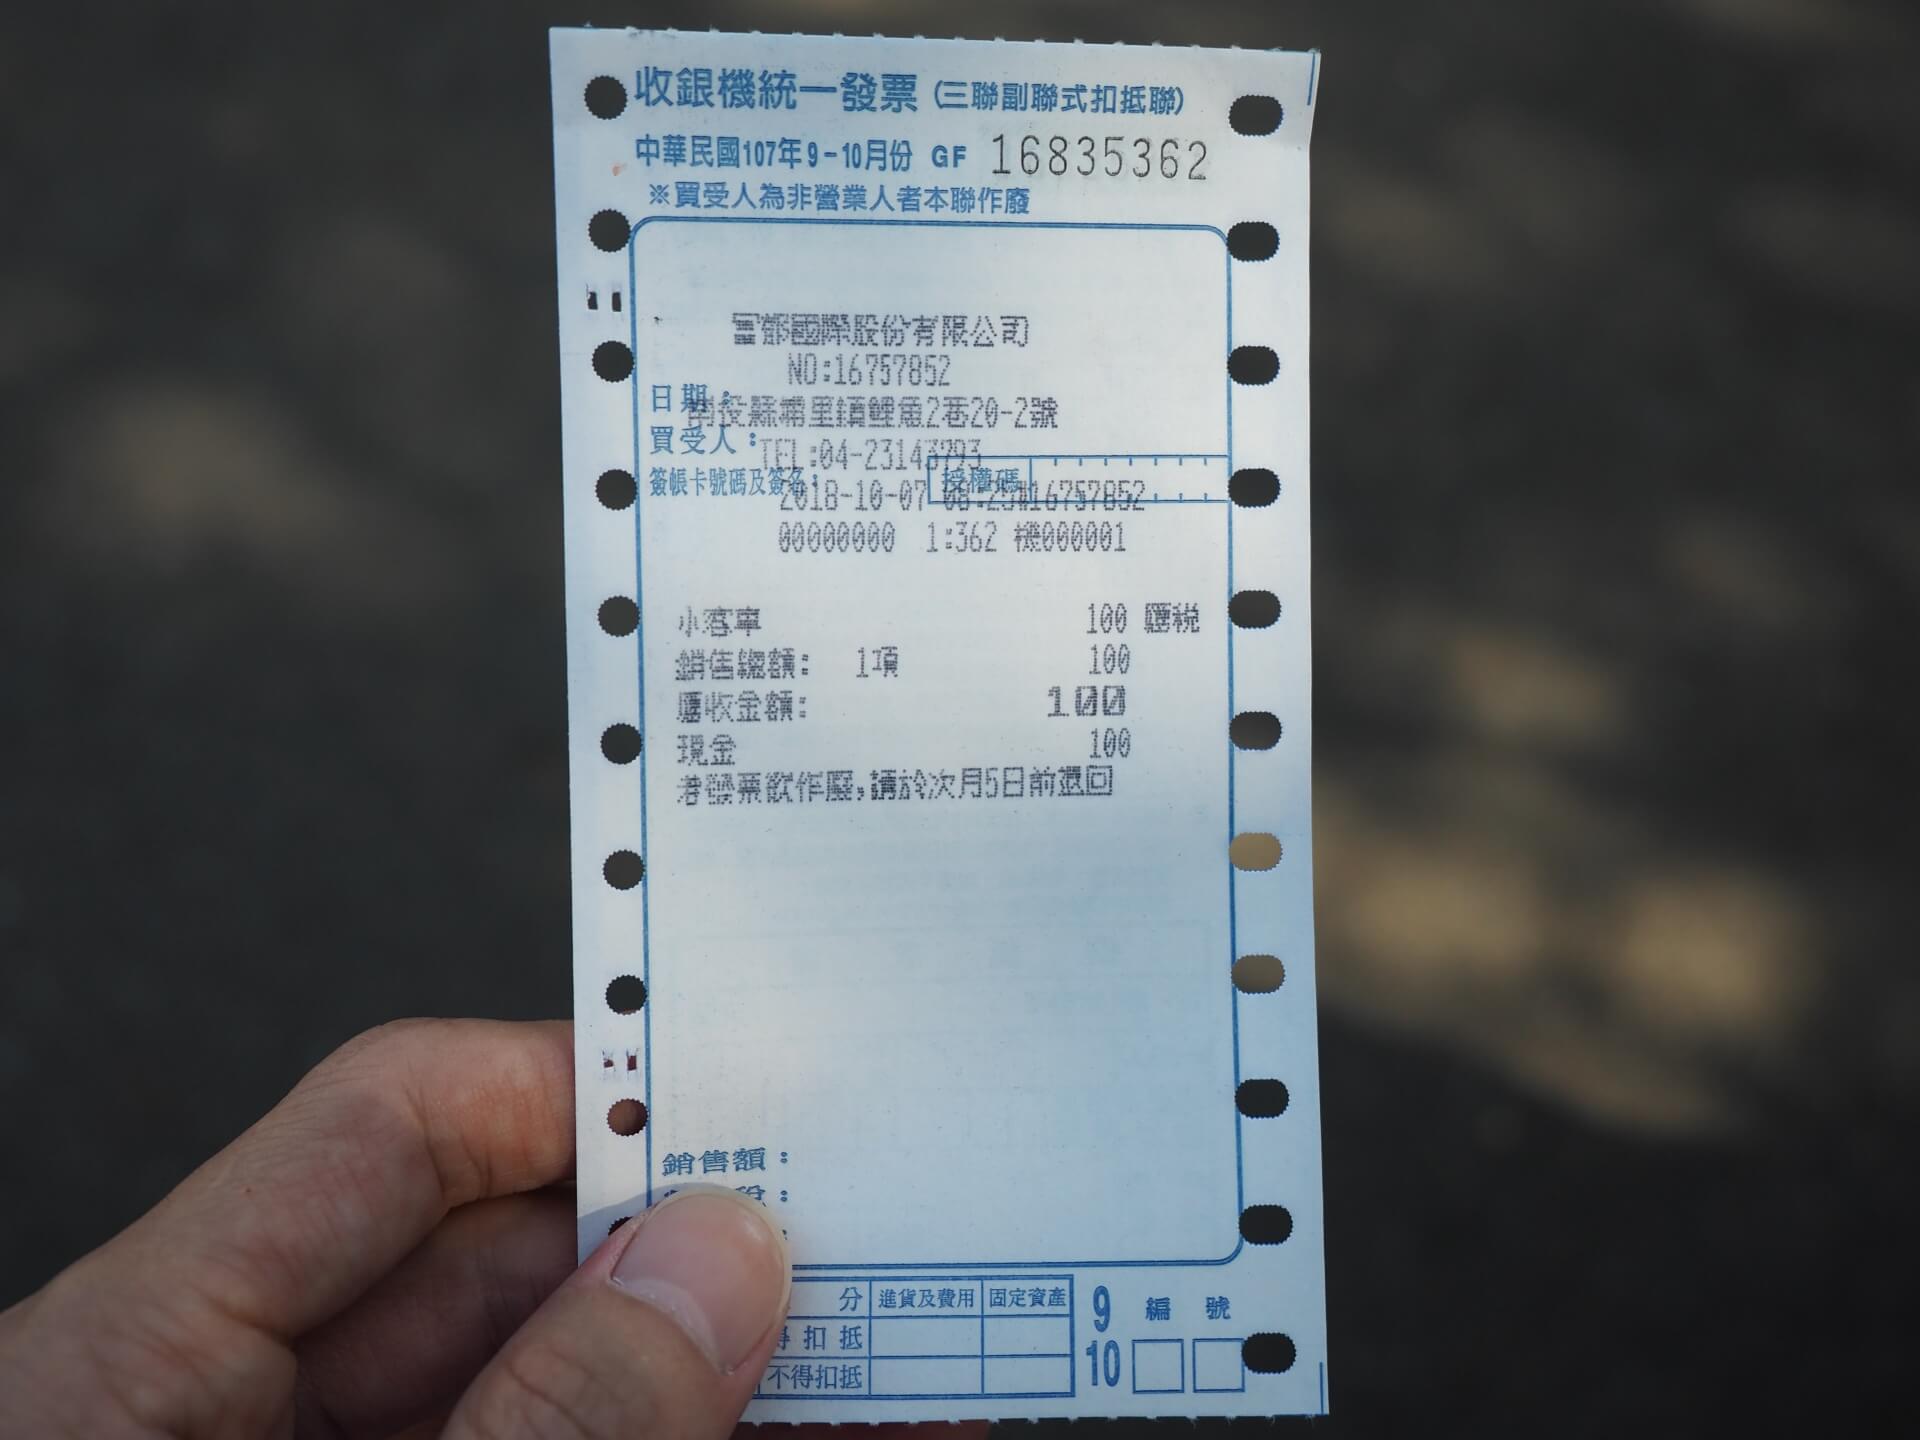 收銀機統一發票(三聯副聯式扣抵聯)
中華民國107年9-10月份 GF 16835362
※買受人為非營業人者本聯作廢
富都國際股份有限公司
NO:16757852
日期:
南投縣埔里鎮鯉魚2巷20-2號
買受人:
TEL:04-23143793
簽帳卡號碼及簽名:
授權碼
2018-10-07 08:25 16757852
00000000 1:362 機000001
小客車 100 應稅
銷售總額: 1項 100
應收金額: 100
現金 100
若發票欲作廢,請於次月5日前退回
銷售額:
稅:
分 進貨及費用 固定資產
得扣抵
不得扣抵
9 10 編號